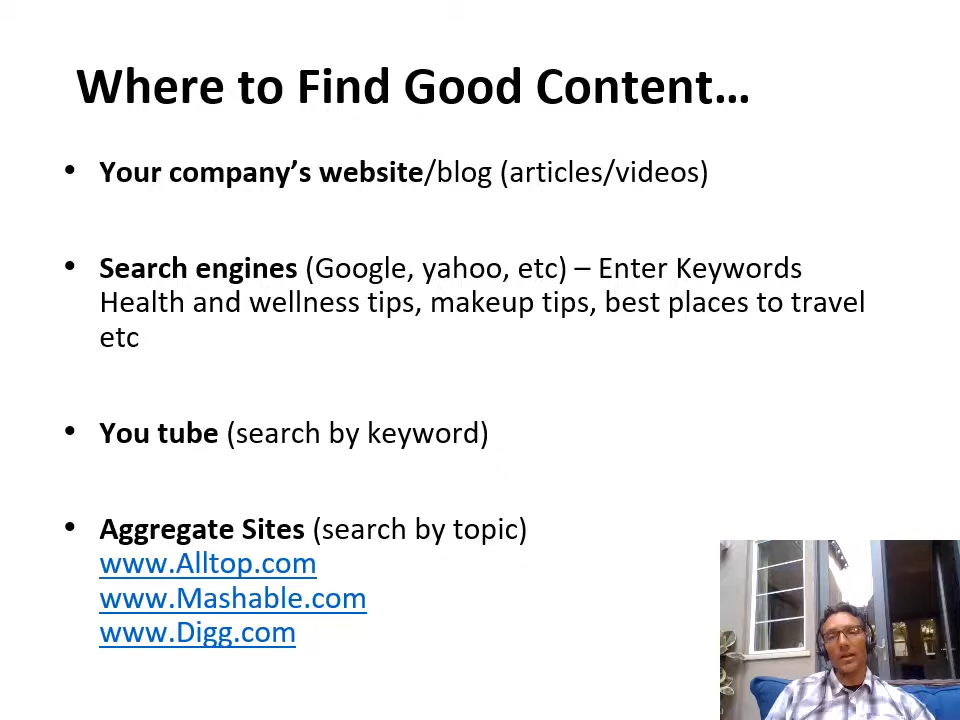 Where to Find Good Content…
• Your company's website/blog (articles/videos)
• Search engines (Google, yahoo, etc) – Enter Keywords
Health and wellness tips, makeup tips, best places to travel
etc
• You tube (search by keyword)
• Aggregate Sites (search by topic)
www.Alltop.com
www.Mashable.com
www.Digg.com